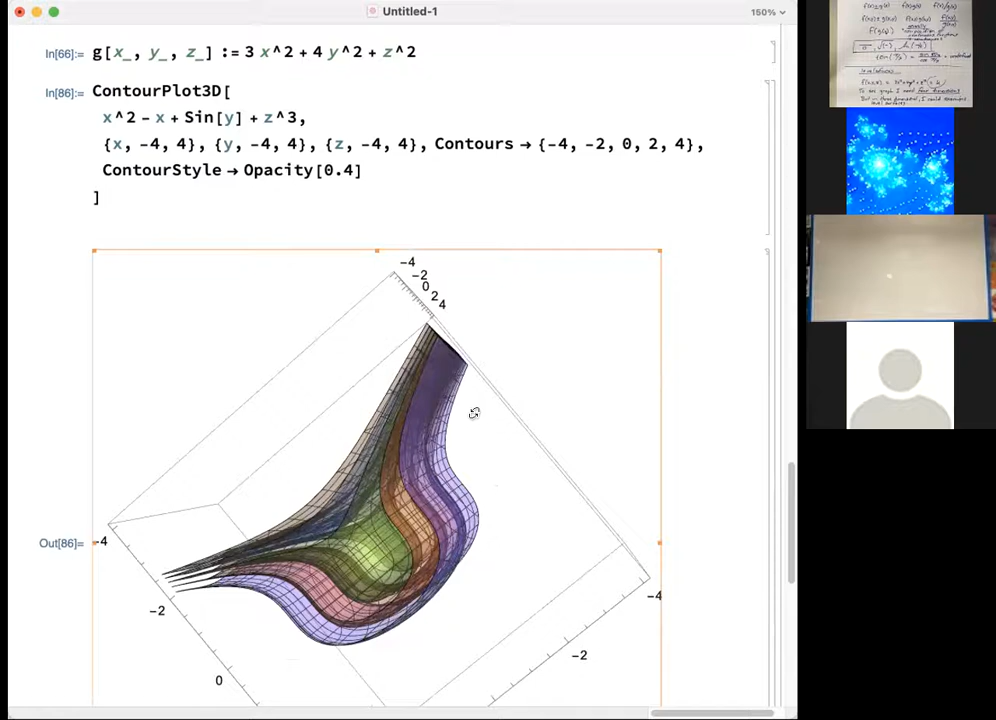 Untitled-1
150%
In[66]:= g[x_, y_, z_] := 3 x^2 + 4 y^2 + z^2
In[86]:= ContourPlot3D[
x^2 - x + Sin[y] + z^3,
{x, -4, 4}, {y, -4, 4}, {z, -4, 4}, Contours → {-4, -2, 0, 2, 4},
ContourStyle → Opacity[0.4]
]
-4
-2
0
2
4
Out[86]=
-4
-2
0
-4
-2